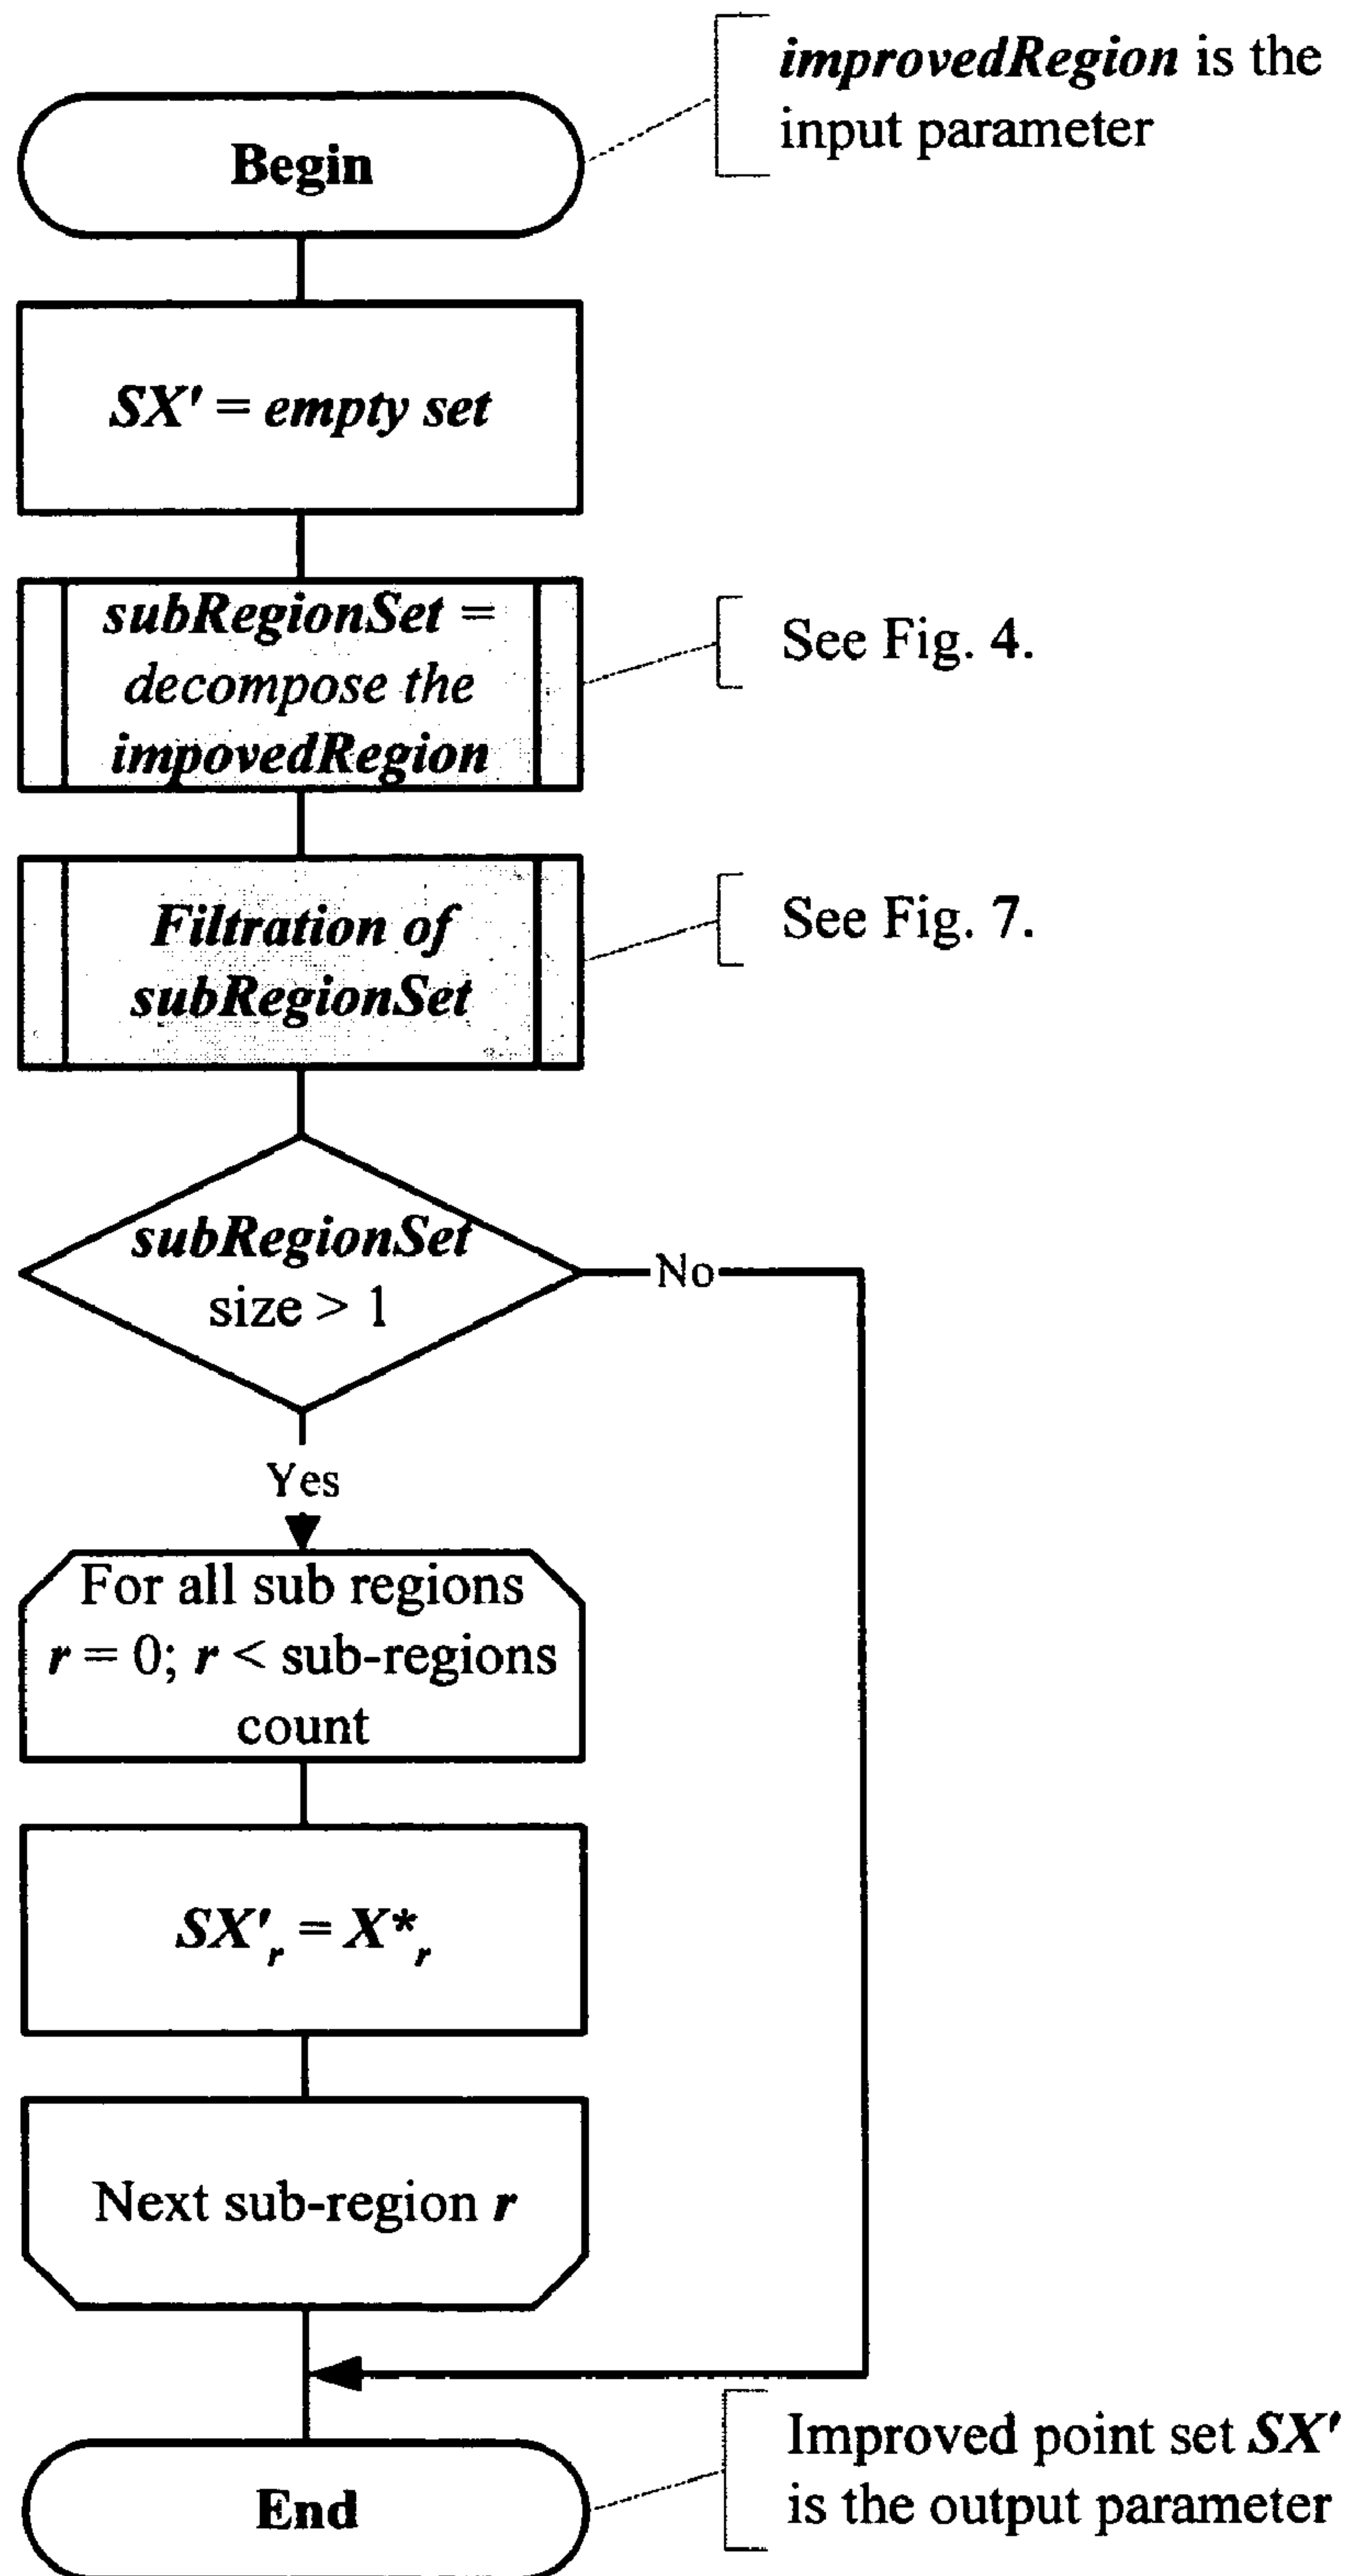 improvedRegion is the
input parameter
Begin
SX' = empty set
subRegionSet =
decompose the
impovedRegion
See Fig. 4.
Filtration of
subRegionSet
See Fig. 7.
subRegionSet
size > 1
No
Yes
For all sub regions
r = 0; r < sub-regions
count
SX'r = X*r
Next sub-region r
Improved point set SX'
is the output parameter
End